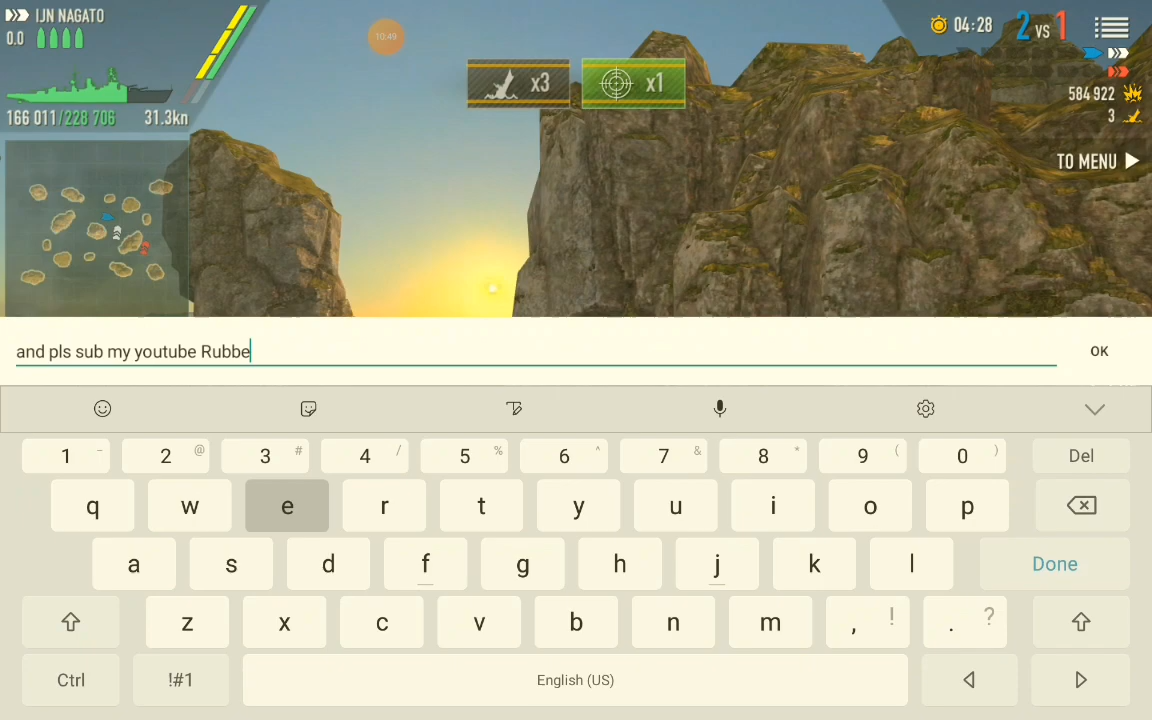 IJN NAGATO
0.0
166 011/228 706 31.3kn
10:49
x3
x1
04:28 2 vs 1
584 922
3
TO MENU
and pls sub my youtube Rubbe
OK
1 - 2 @ 3 # 4 / 5 % 6 ^ 7 & 8 * 9 ( 0 ) Del
q w e r t y u i o p
a s d f g h j k l Done
z x c v b n m , ! . ?
Ctrl !#1 English (US)